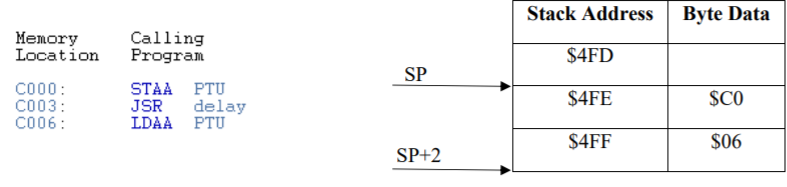 Memory Calling
Location Program
C000: STAA PTU
C003: JSR delay
C006: LDAA PTU
SP
SP+2
Stack Address Byte Data
$4FD
$4FE $C0
$4FF $06